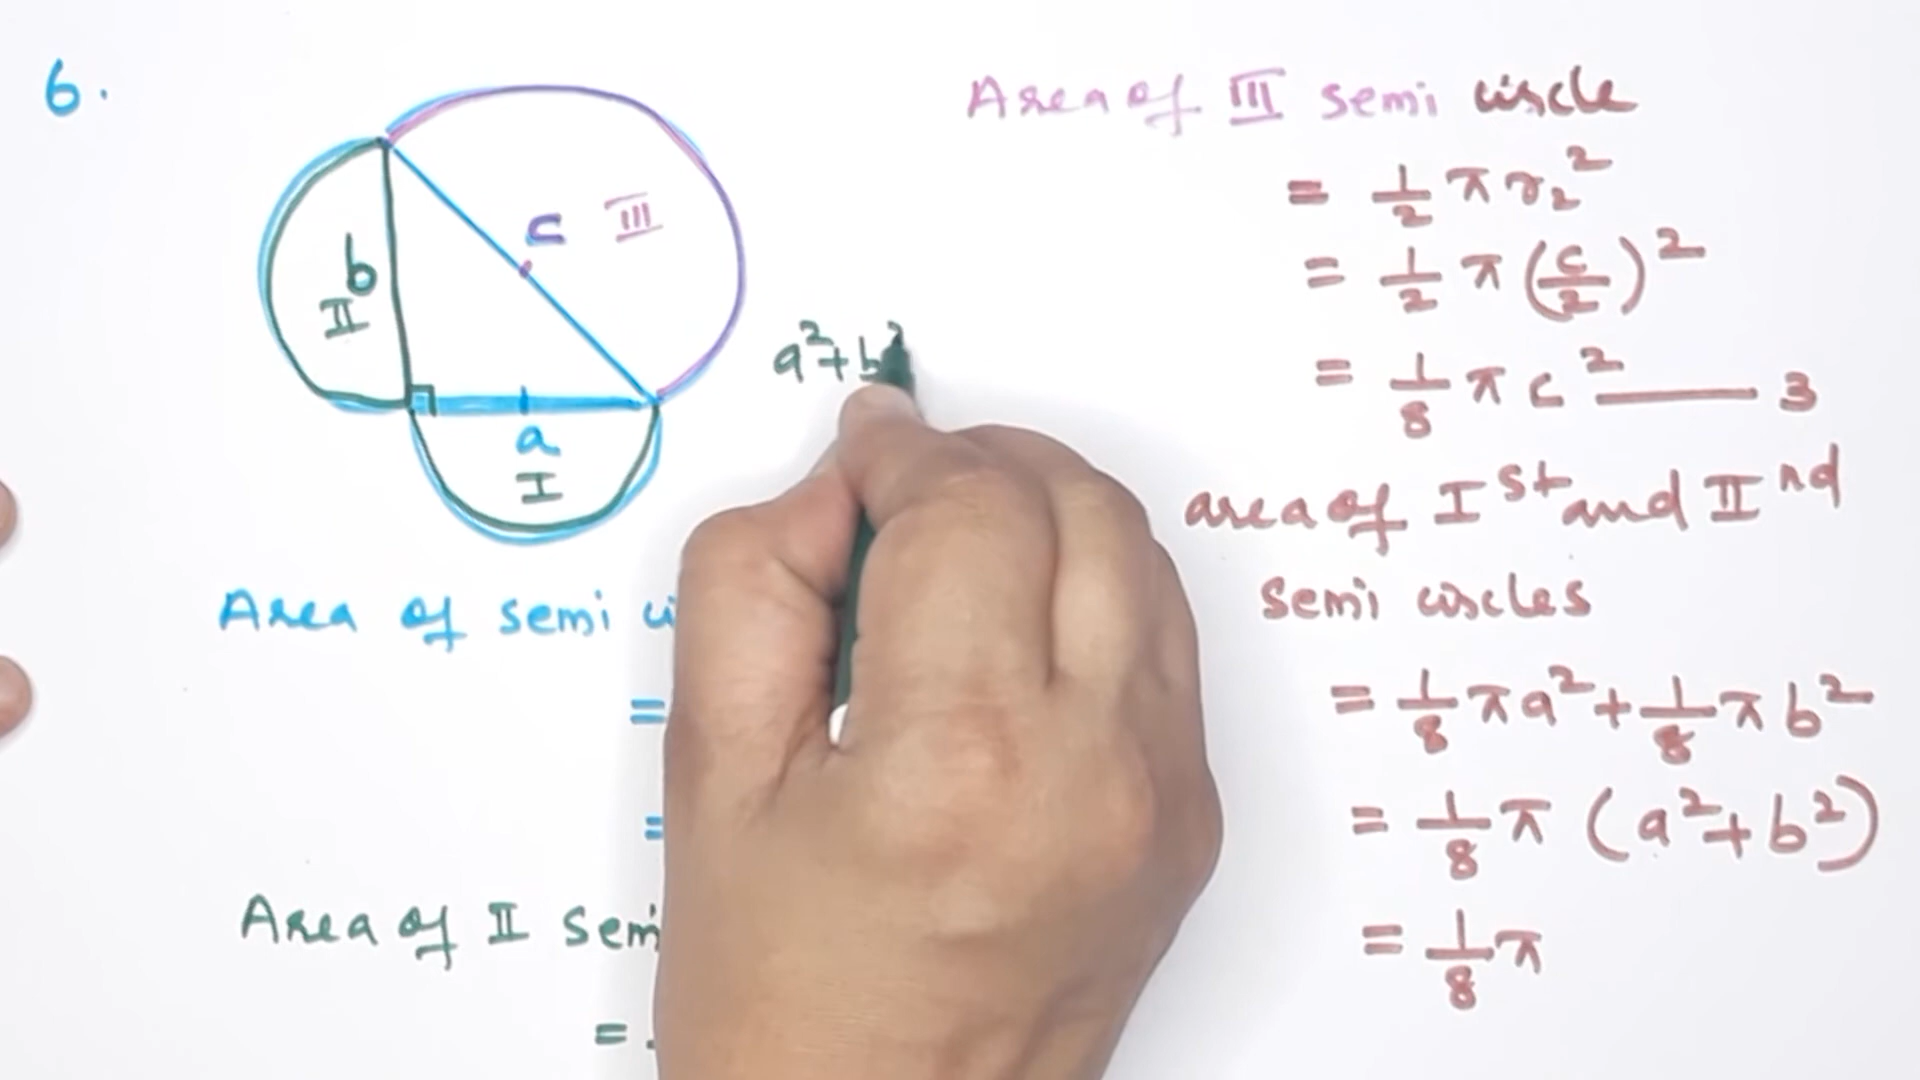 6.
c III
b
II
a
I
a²+b²
Area of semi
=
=
Area of II semi
=
Area of III semi circle
= 1/2 π r₂²
= 1/2 π (c/2)²
= 1/8 π c² — 3
area of Iˢᵗ and IIⁿᵈ
semi circles
= 1/8 π a² + 1/8 π b²
= 1/8 π (a²+b²)
= 1/8 π